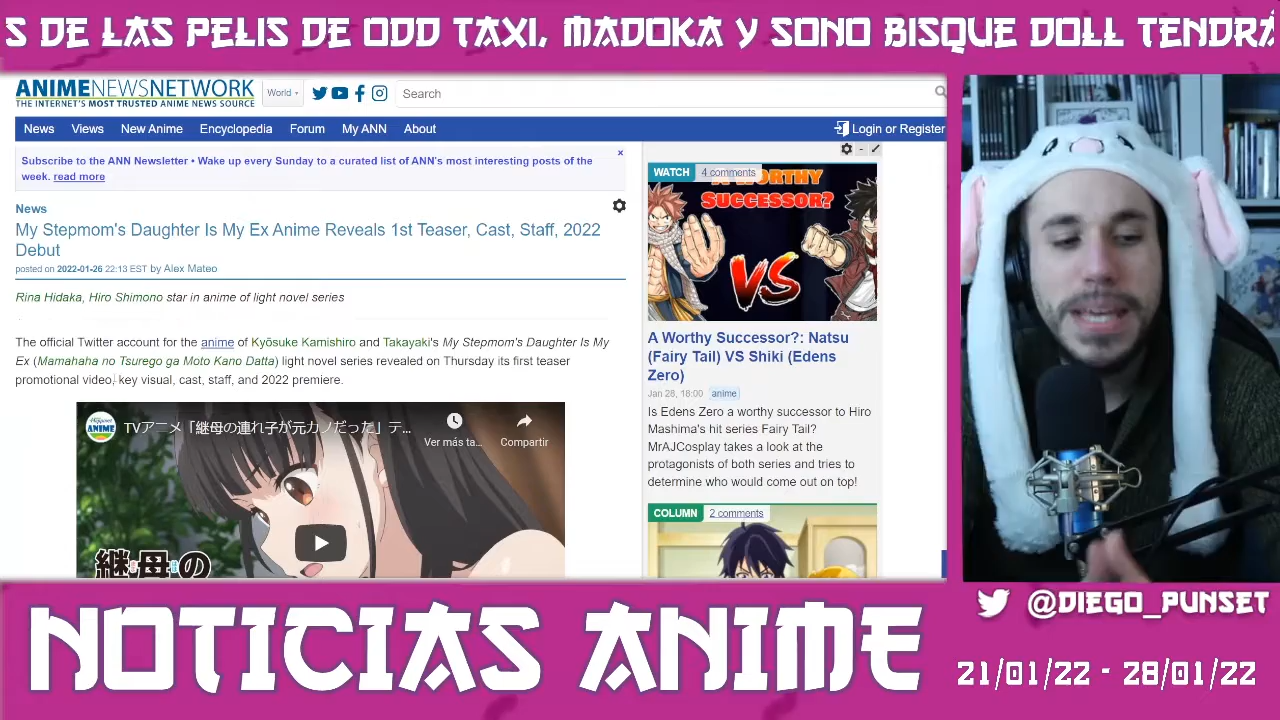 S DE LAS PELIS DE ODD TAXI, MADOKA Y SONO BISQUE DOLL TENDRÁ
ANIMENEWSNETWORK
THE INTERNET'S MOST TRUSTED ANIME NEWS SOURCE
World
Search
News Views New Anime Encyclopedia Forum My ANN About
Login or Register
Subscribe to the ANN Newsletter • Wake up every Sunday to a curated list of ANN's most interesting posts of the
week. read more
x
News
My Stepmom's Daughter Is My Ex Anime Reveals 1st Teaser, Cast, Staff, 2022
Debut
posted on 2022-01-26 22:13 EST by Alex Mateo
Rina Hidaka, Hiro Shimono star in anime of light novel series
The official Twitter account for the anime of Kyōsuke Kamishiro and Takayaki's My Stepmom's Daughter Is My
Ex (Mamahaha no Tsurego ga Moto Kano Datta) light novel series revealed on Thursday its first teaser
promotional video, key visual, cast, staff, and 2022 premiere.
ANIME
TVアニメ「継母の連れ子が元カノだった」テ...
Ver más ta...
Compartir
継母の
WATCH 4 comments
A WORTHY
SUCCESSOR?
VS
A Worthy Successor?: Natsu
(Fairy Tail) VS Shiki (Edens
Zero)
Jan 28, 18:00 anime
Is Edens Zero a worthy successor to Hiro
Mashima's hit series Fairy Tail?
MrAJCosplay takes a look at the
protagonists of both series and tries to
determine who would come out on top!
COLUMN 2 comments
NOTICIAS ANIME
@DIEGO_PUNSET
21/01/22 - 28/01/22